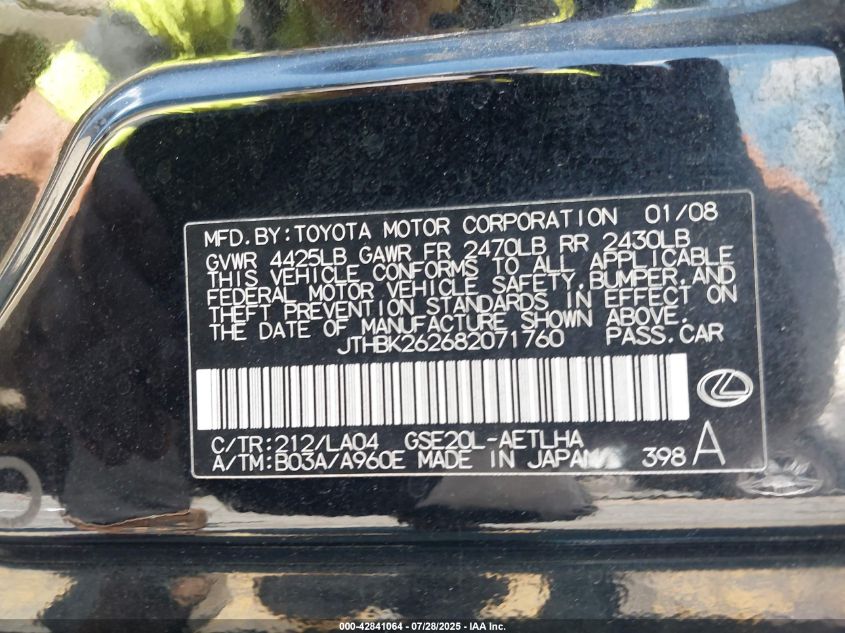 MFD. BY: TOYOTA MOTOR CORPORATION 01/08
GVWR 4425LB GAWR FR 2470LB RR 2430LB
THIS VEHICLE CONFORMS TO ALL APPLICABLE
FEDERAL MOTOR VEHICLE SAFETY, BUMPER, AND
THEFT PREVENTION STANDARDS IN EFFECT ON
THE DATE OF MANUFACTURE SHOWN ABOVE.
JTHBK262682071760 PASS. CAR
C/TR: 212/LA04 GSE20L-AETLHA
A/TM: B03A/A960E MADE IN JAPAN 398 A
000-42841064 / 07/28/2025 - IAA Inc.